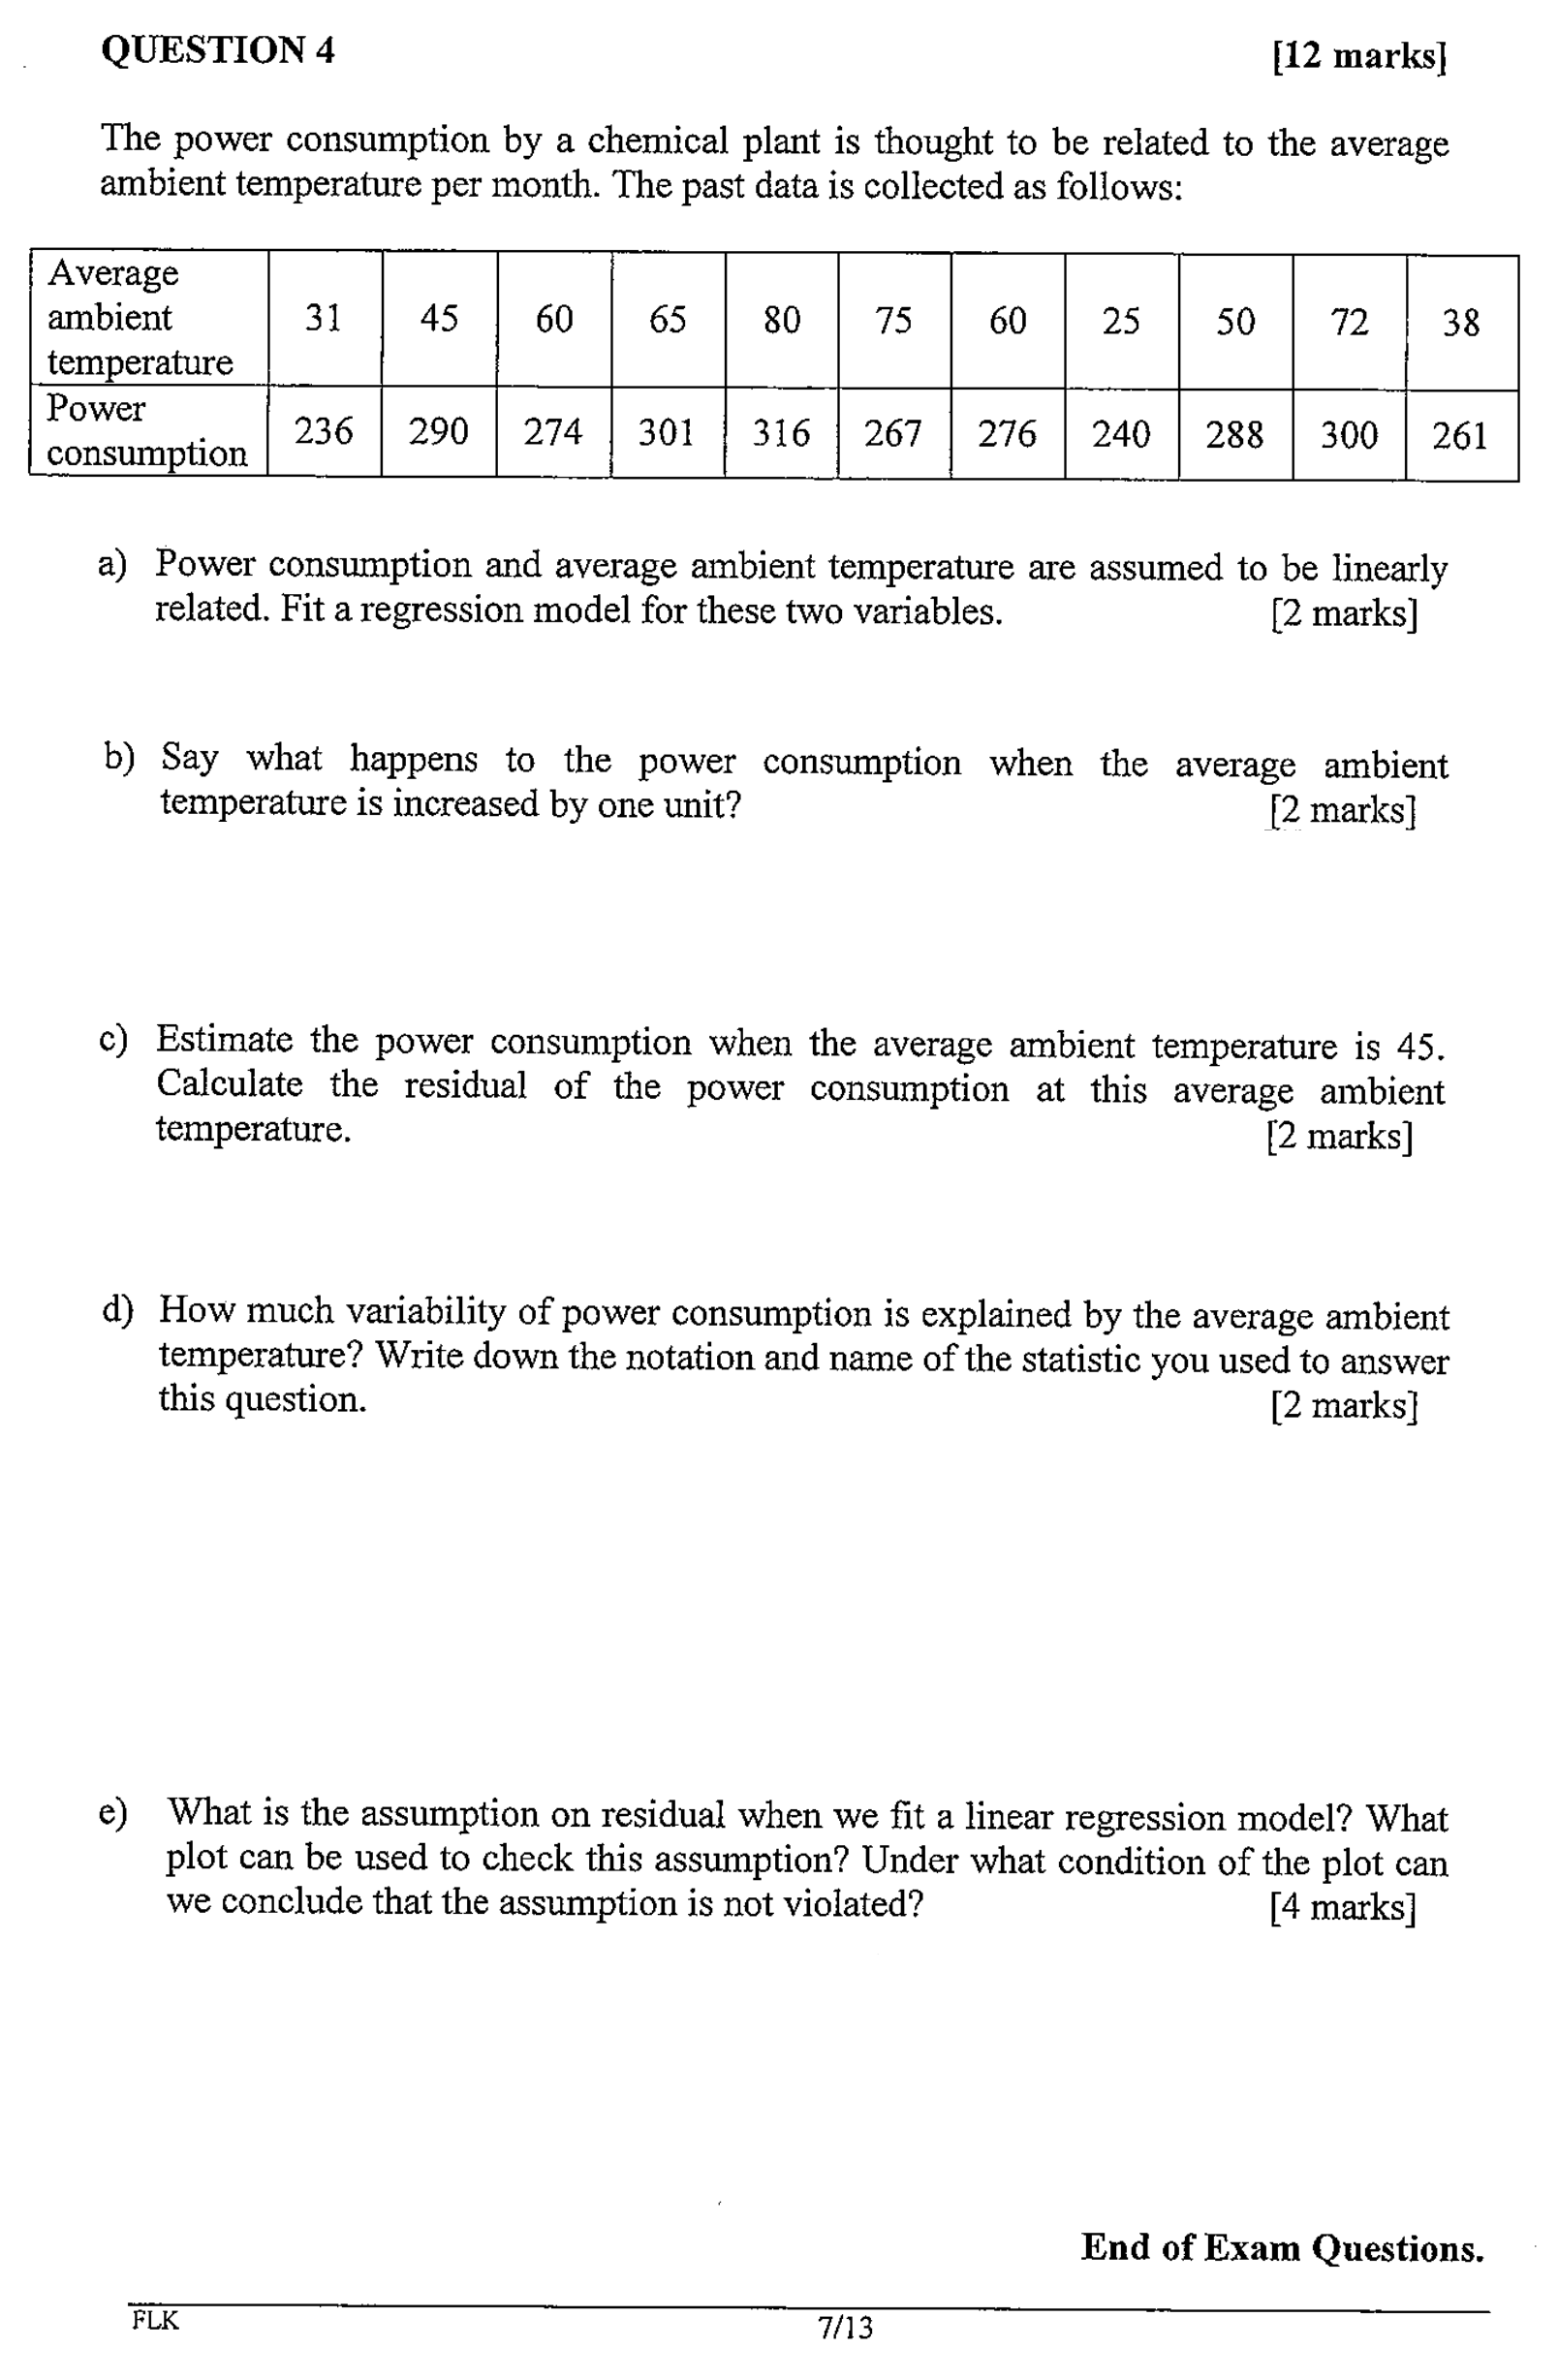 QUESTION 4 [12 marks]
The power consumption by a chemical plant is thought to be related to the average
ambient temperature per month. The past data is collected as follows:
Average
ambient 31 45 60 65 80 75 60 25 50 72 38
temperature
Power
consumption 236 290 274 301 316 267 276 240 288 300 261
a) Power consumption and average ambient temperature are assumed to be linearly
related. Fit a regression model for these two variables. [2 marks]
b) Say what happens to the power consumption when the average ambient
temperature is increased by one unit? [2 marks]
c) Estimate the power consumption when the average ambient temperature is 45.
Calculate the residual of the power consumption at this average ambient
temperature. [2 marks]
d) How much variability of power consumption is explained by the average ambient
temperature? Write down the notation and name of the statistic you used to answer
this question. [2 marks]
e) What is the assumption on residual when we fit a linear regression model? What
plot can be used to check this assumption? Under what condition of the plot can
we conclude that the assumption is not violated? [4 marks]
End of Exam Questions.
FLK 7/13